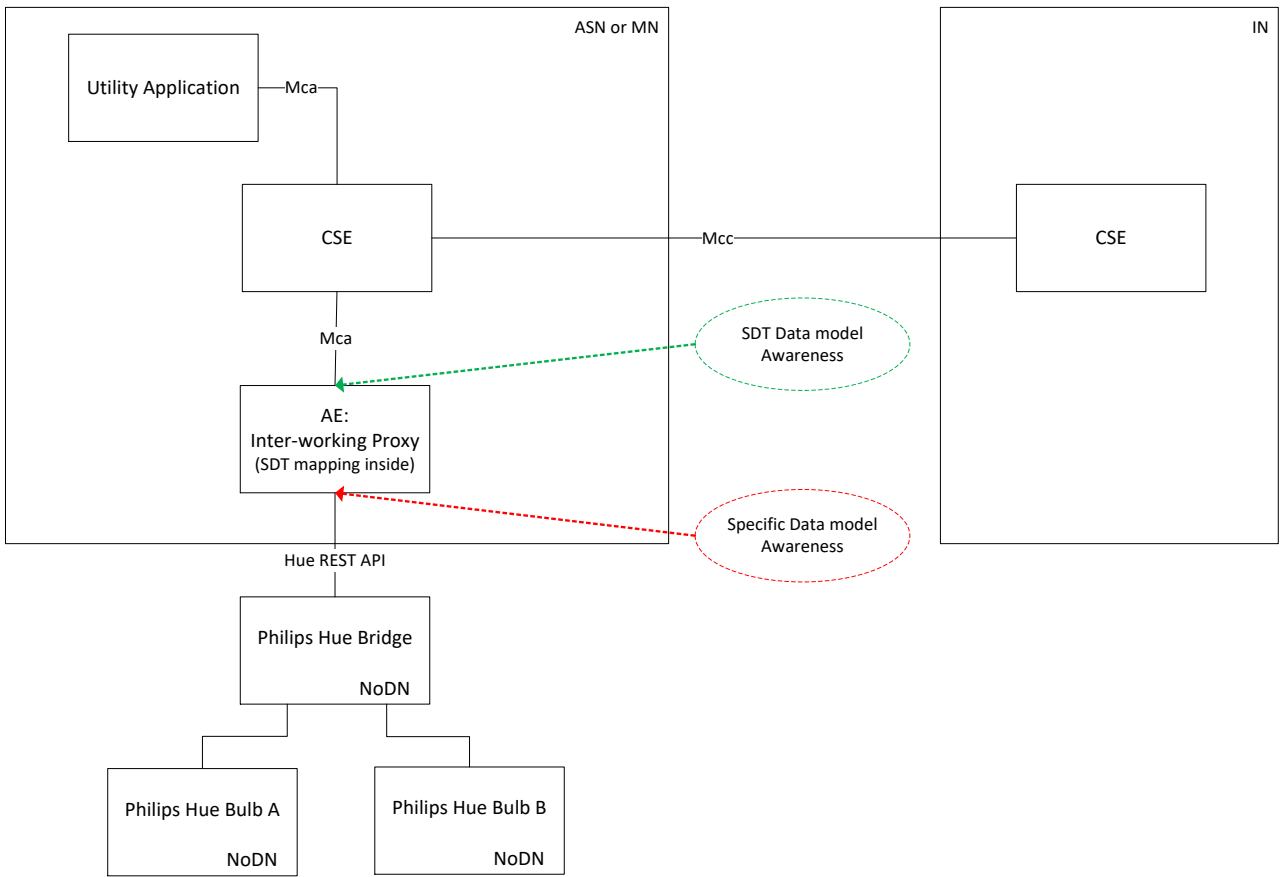 ASN or MN
IN
Utility Application
Mca
CSE
Mcc
CSE
Mca
SDT Data model
Awareness
AE:
Inter-working Proxy
(SDT mapping inside)
Specific Data model
Awareness
Hue REST API
Philips Hue Bridge
NoDN
Philips Hue Bulb A
NoDN
Philips Hue Bulb B
NoDN